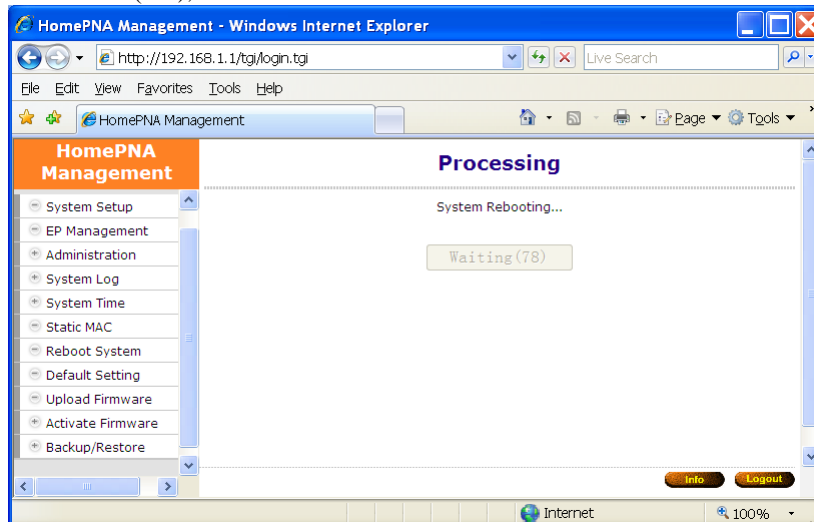 HomePNA Management - Windows Internet Explorer
http://192.168.1.1/tgi/login.tgi
Live Search
File Edit View Favorites Tools Help
HomePNA Management
Page Tools
HomePNA
Management
System Setup
EP Management
Administration
System Log
System Time
Static MAC
Reboot System
Default Setting
Upload Firmware
Activate Firmware
Backup/Restore
Processing
System Rebooting...
Waiting(78)
Info Logout
Internet 100%